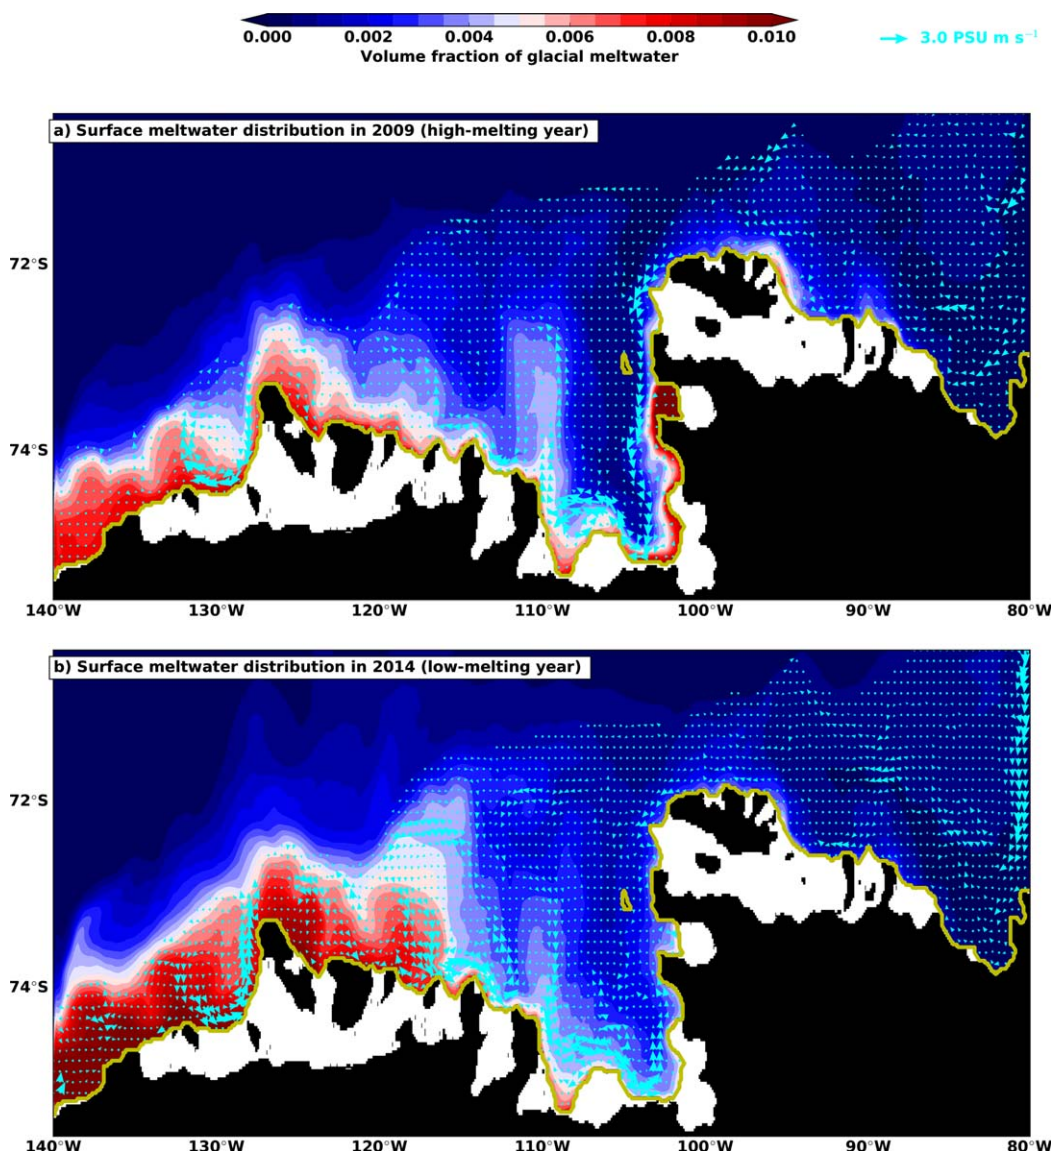 0.000 0.002 0.004 0.006 0.008 0.010
Volume fraction of glacial meltwater
3.0 PSU m s⁻¹
a) Surface meltwater distribution in 2009 (high-melting year)
72°S
74°S
140°W 130°W 120°W 110°W 100°W 90°W 80°W
b) Surface meltwater distribution in 2014 (low-melting year)
72°S
74°S
140°W 130°W 120°W 110°W 100°W 90°W 80°W